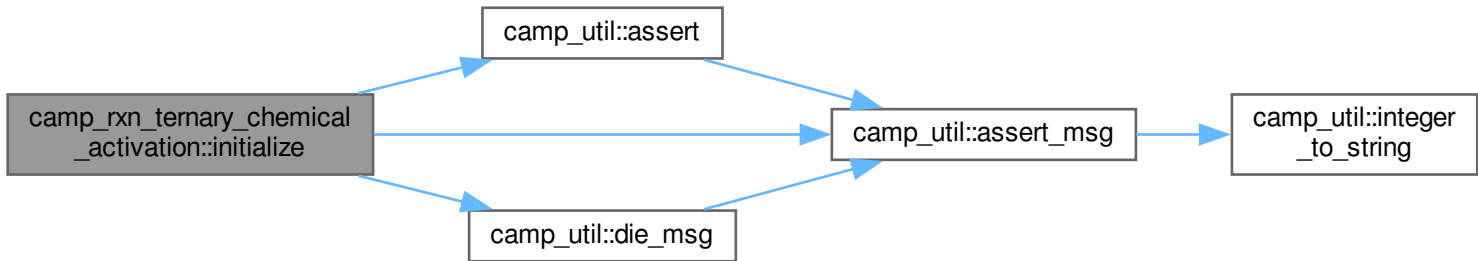 camp_rxn_ternary_chemical
_activation::initialize
camp_util::assert
camp_util::assert_msg
camp_util::die_msg
camp_util::integer
_to_string